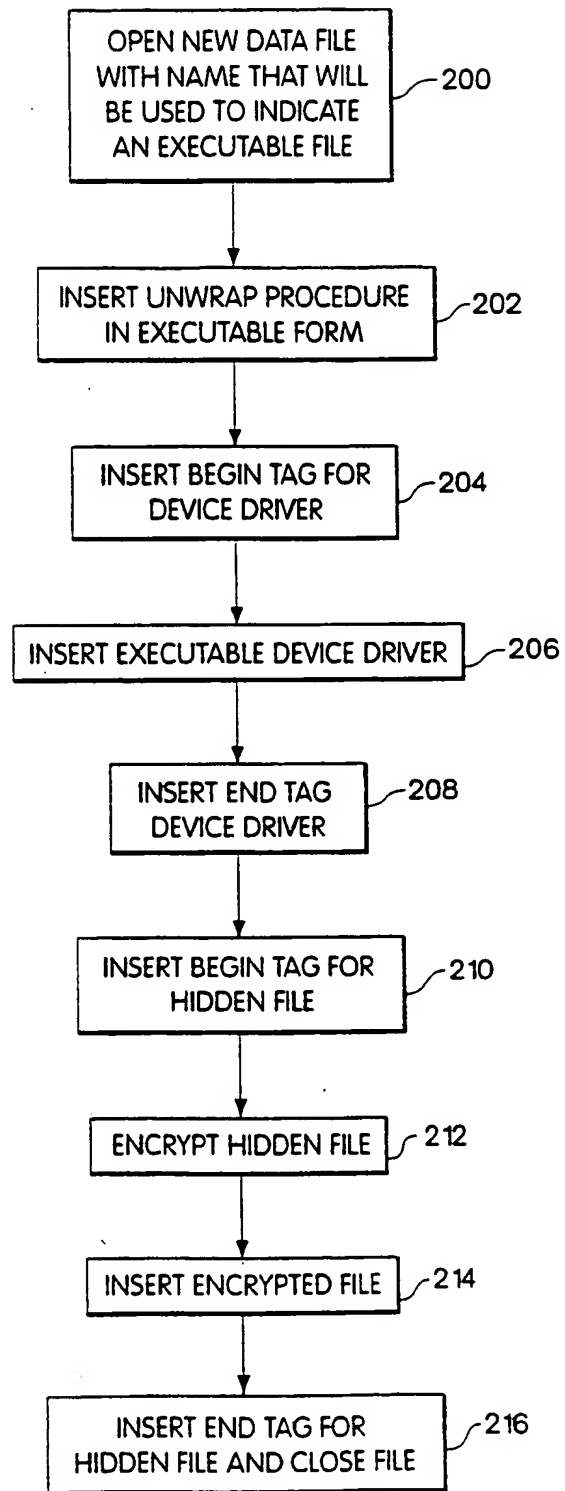 OPEN NEW DATA FILE
WITH NAME THAT WILL
BE USED TO INDICATE
AN EXECUTABLE FILE
200
INSERT UNWRAP PROCEDURE
IN EXECUTABLE FORM
202
INSERT BEGIN TAG FOR
DEVICE DRIVER
204
INSERT EXECUTABLE DEVICE DRIVER
206
INSERT END TAG
DEVICE DRIVER
208
INSERT BEGIN TAG FOR
HIDDEN FILE
210
ENCRYPT HIDDEN FILE
212
INSERT ENCRYPTED FILE
214
INSERT END TAG FOR
HIDDEN FILE AND CLOSE FILE
216